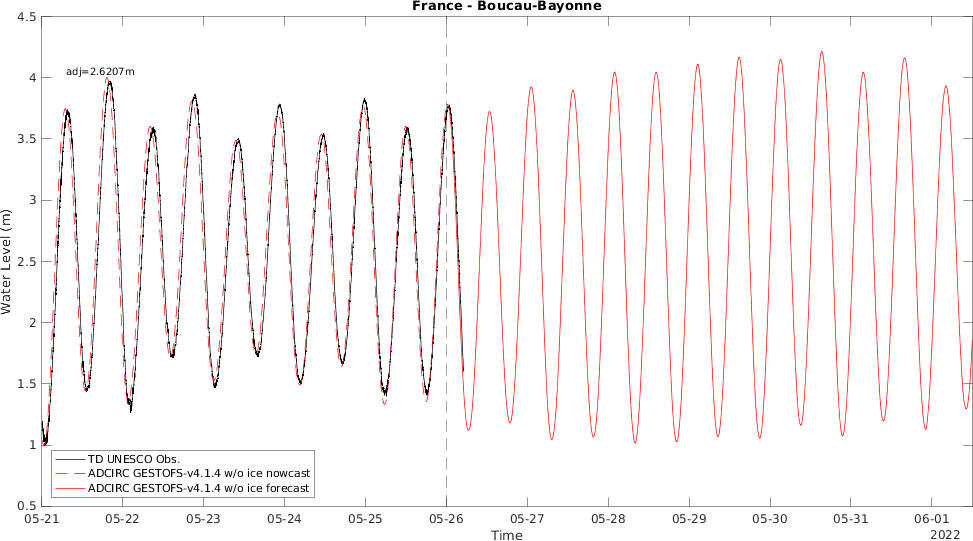 France - Boucau-Bayonne
4.5
4
3.5
3
2.5
2
1.5
1
0.5
Water Level (m)
adj=2.6207m
TD UNESCO Obs.
ADCIRC GESTOFS-v4.1.4 w/o ice nowcast
ADCIRC GESTOFS-v4.1.4 w/o ice forecast
05-21 05-22 05-23 05-24 05-25 05-26 05-27 05-28 05-29 05-30 05-31 06-01
2022
Time